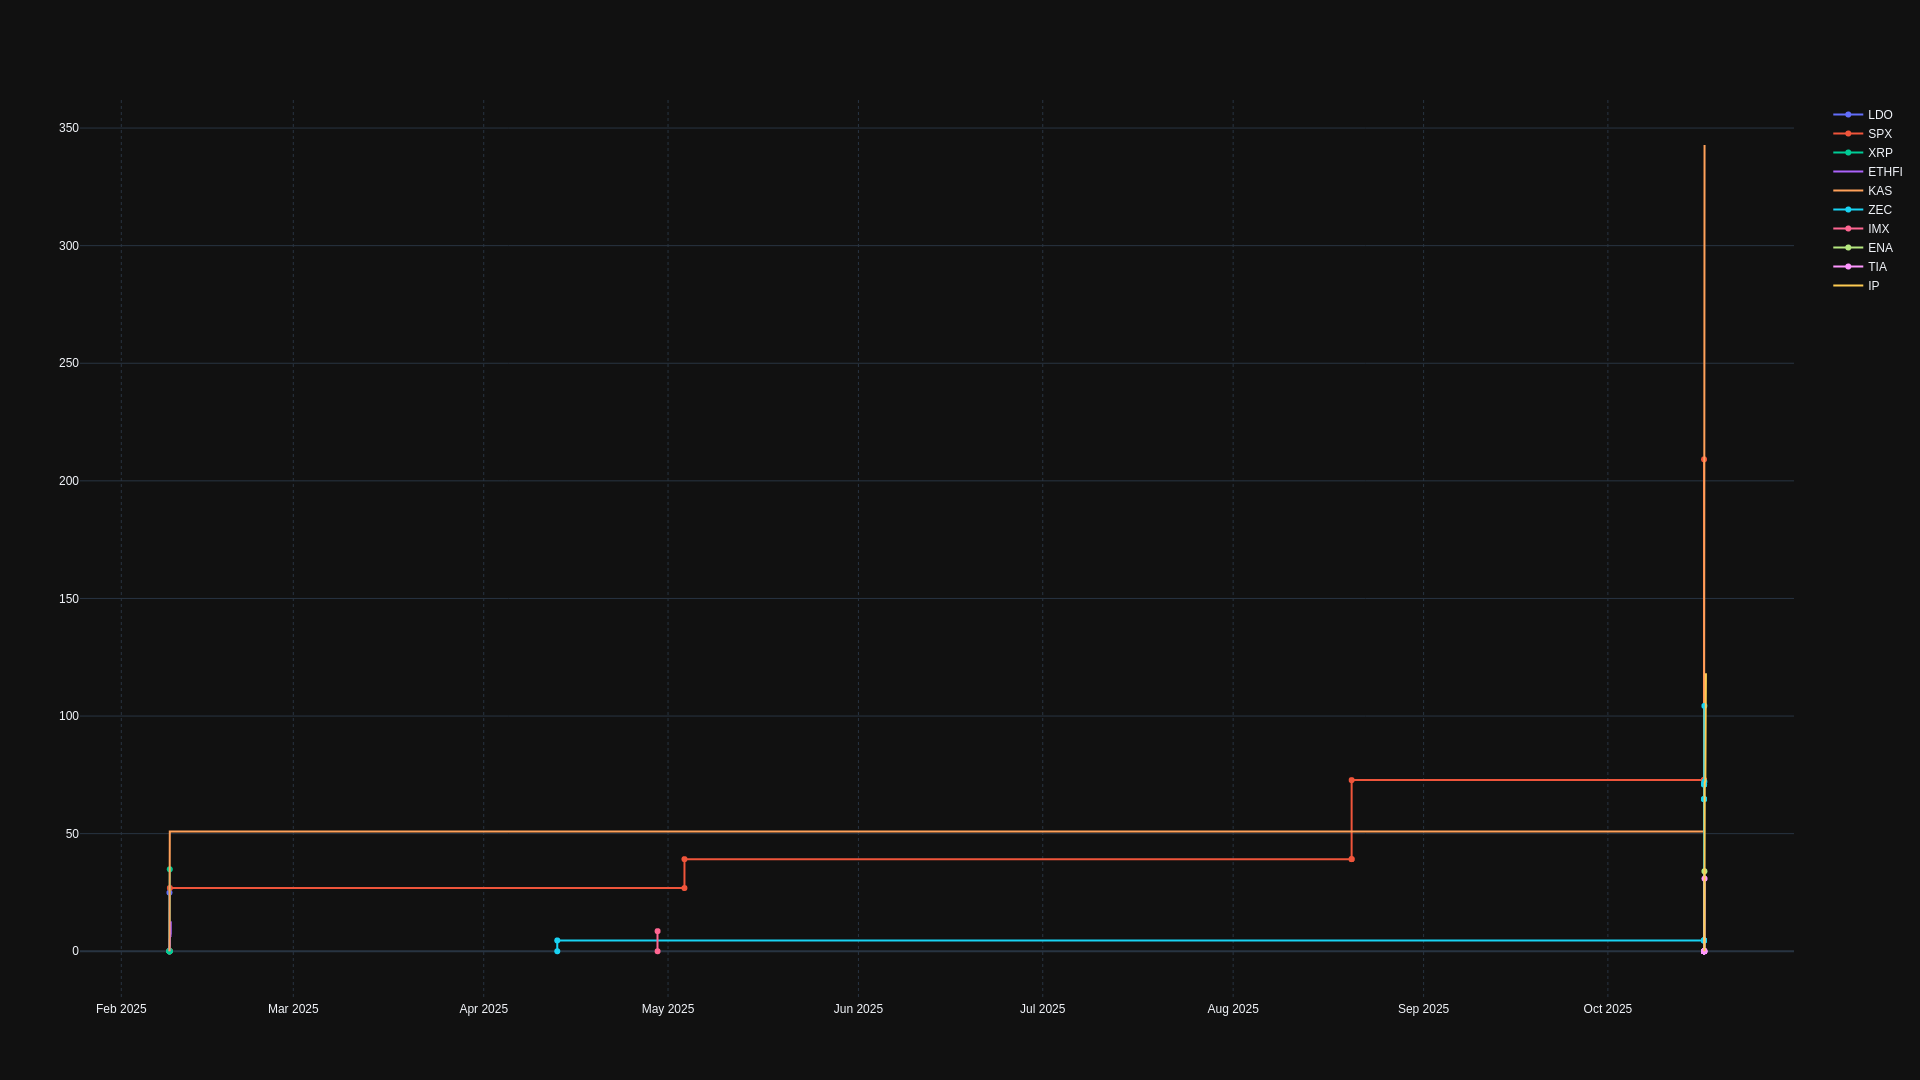 350
300
250
200
150
100
50
0
Feb 2025
Mar 2025
Apr 2025
May 2025
Jun 2025
Jul 2025
Aug 2025
Sep 2025
Oct 2025
LDO
SPX
XRP
ETHFI
KAS
ZEC
IMX
ENA
TIA
IP